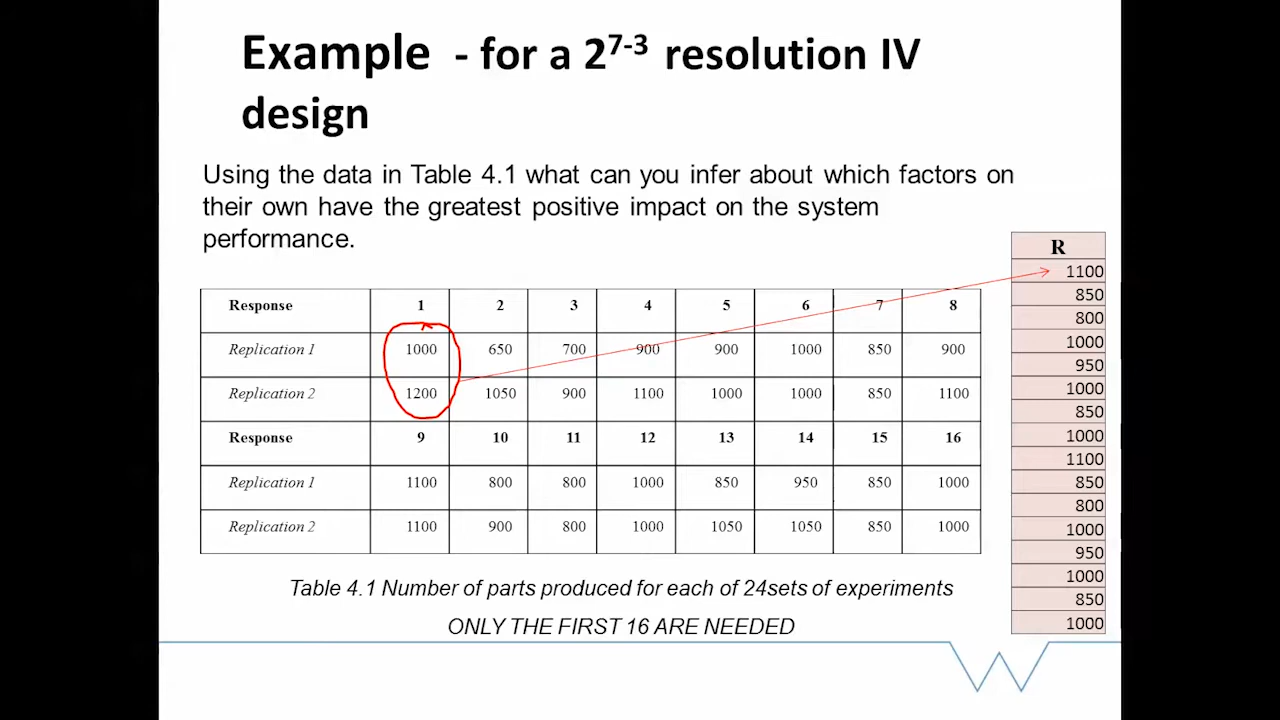 Example - for a 2⁷⁻³ resolution IV
design
Using the data in Table 4.1 what can you infer about which factors on
their own have the greatest positive impact on the system
performance.
Response 1 2 3 4 5 6 7 8
Replication 1 1000 650 700 900 900 1000 850 900
Replication 2 1200 1050 900 1100 1000 1000 850 1100
Response 9 10 11 12 13 14 15 16
Replication 1 1100 800 800 1000 850 950 850 1000
Replication 2 1100 900 800 1000 1050 1050 850 1000
Table 4.1 Number of parts produced for each of 24sets of experiments
ONLY THE FIRST 16 ARE NEEDED
R
1100
850
800
1000
950
1000
850
1000
1100
850
800
1000
950
1000
850
1000